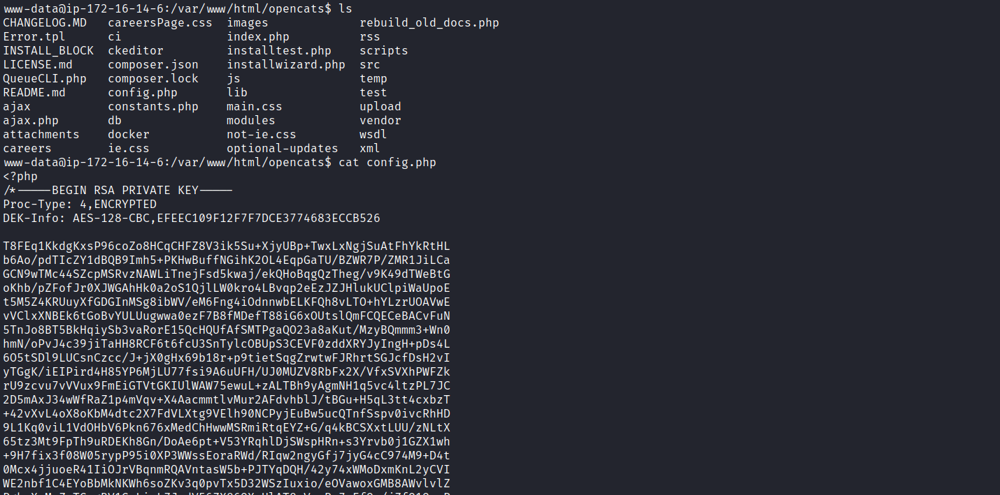 www-data@ip-172-16-14-6:/var/www/html/opencats$ ls
CHANGELOG.MD careersPage.css images rebuild_old_docs.php
Error.tpl ci index.php rss
INSTALL_BLOCK ckeditor installtest.php scripts
LICENSE.md composer.json installwizard.php src
QueueCLI.php composer.lock js temp
README.md config.php lib test
ajax constants.php main.css upload
ajax.php db modules vendor
attachments docker not-ie.css wsdl
careers ie.css optional-updates xml
www-data@ip-172-16-14-6:/var/www/html/opencats$ cat config.php
<?php
/*-----BEGIN RSA PRIVATE KEY-----
Proc-Type: 4,ENCRYPTED
DEK-Info: AES-128-CBC,EFEEC109F12F7F7DCE3774683ECCB526
T8FEq1KkdgKxsP96coZo8HCqCHFZ8V3ik5Su+XjyUBp+TwxLxNgjSuAtFhYkRtHL
b6Ao/pdTIcZY1dBQB9Imh5+PKHwBuffNGihK2OL4EqpGaTU/BZWR7P/ZMR1JiLCa
GCN9wTMc44SZcpMSRvzNAWLiTnejFsd5kwaj/ekQHoBqgQzTheg/v9K49dTWeBtG
oKhb/pZFofJr0XJWGAhHk0a2oS1QjlLW0kro4LBvqp2eEzJZJHlukUClpiWaUpoE
t5M5Z4KRUuyXfGDGInMSg8ibWV/eM6Fng4iOdnnwbELKFQh8vLTO+hYLzrUOAVwE
vVClxXNBEk6tGoBvYULUugwwa0ezF7B8fMDefT88iG6xOUtslQmFCQECeBACvFuN
5TnJo8BT5BkHqiySb3vaRorE15QcHQUfAfSMTPgaQO23a8aKut/MzyBQmmm3+Wn0
hmN/oPvJ4c39jiTaHH8RCF6t6fcU3SnTylcOBUpS3CEVF0zddXRYJyIngH+pDs4L
6O5tSDl9LUCsnCzcc/J+jX0gHx69b18r+p9tietSqgZrwtwFJRhrtSGJcfDsH2vI
yTGgK/iEIPird4H85YP6MjLU77fsi9A6uUFH/UJ0MUZV8RbFx2X/VfxSVXhPWFZk
rU9zcvu7vVVux9FmEiGTVtGKIUlWAW75ewuL+zALTBh9yAgmNH1q5vc4ltzPL7JC
2D5mAxJ34wWfRaZ1p4mVqv+X4AacmmtlvMur2AFdvhblJ/tBGu+H5qL3tt4cxbzT
+42vXvL4oX8oKbM4dtc2X7FdVLXtg9VElh90NCPyjEuBw5ucQTnfSspv0ivcRhHD
9L1Kq0viL1VdOHbV6Pkn676xMedChHwwMSRmiRtqEYZ+G/q4kBCSXxtLUU/zNLtX
65tz3Mt9FpTh9uRDEKh8Gn/DoAe6pt+V53YRqhlDjSWspHRn+s3Yrvb0j1GZX1wh
+9H7fix3f08W05rypP95i0XP3WWssEoraRWd/RIqw2ngyGfj7jyG4cC974M9+D4t
0Mcx4jjuoeR41IiOJrVBqnmRQAVntasW5b+PJTYqDQH/42y74xWMoDxmKnL2yCVI
WE2nbf1C4EYoBbMkNKWh6soZKv3q0pvTx5D32WSzIuxio/eOVawoxGMB8AWvlvlZ